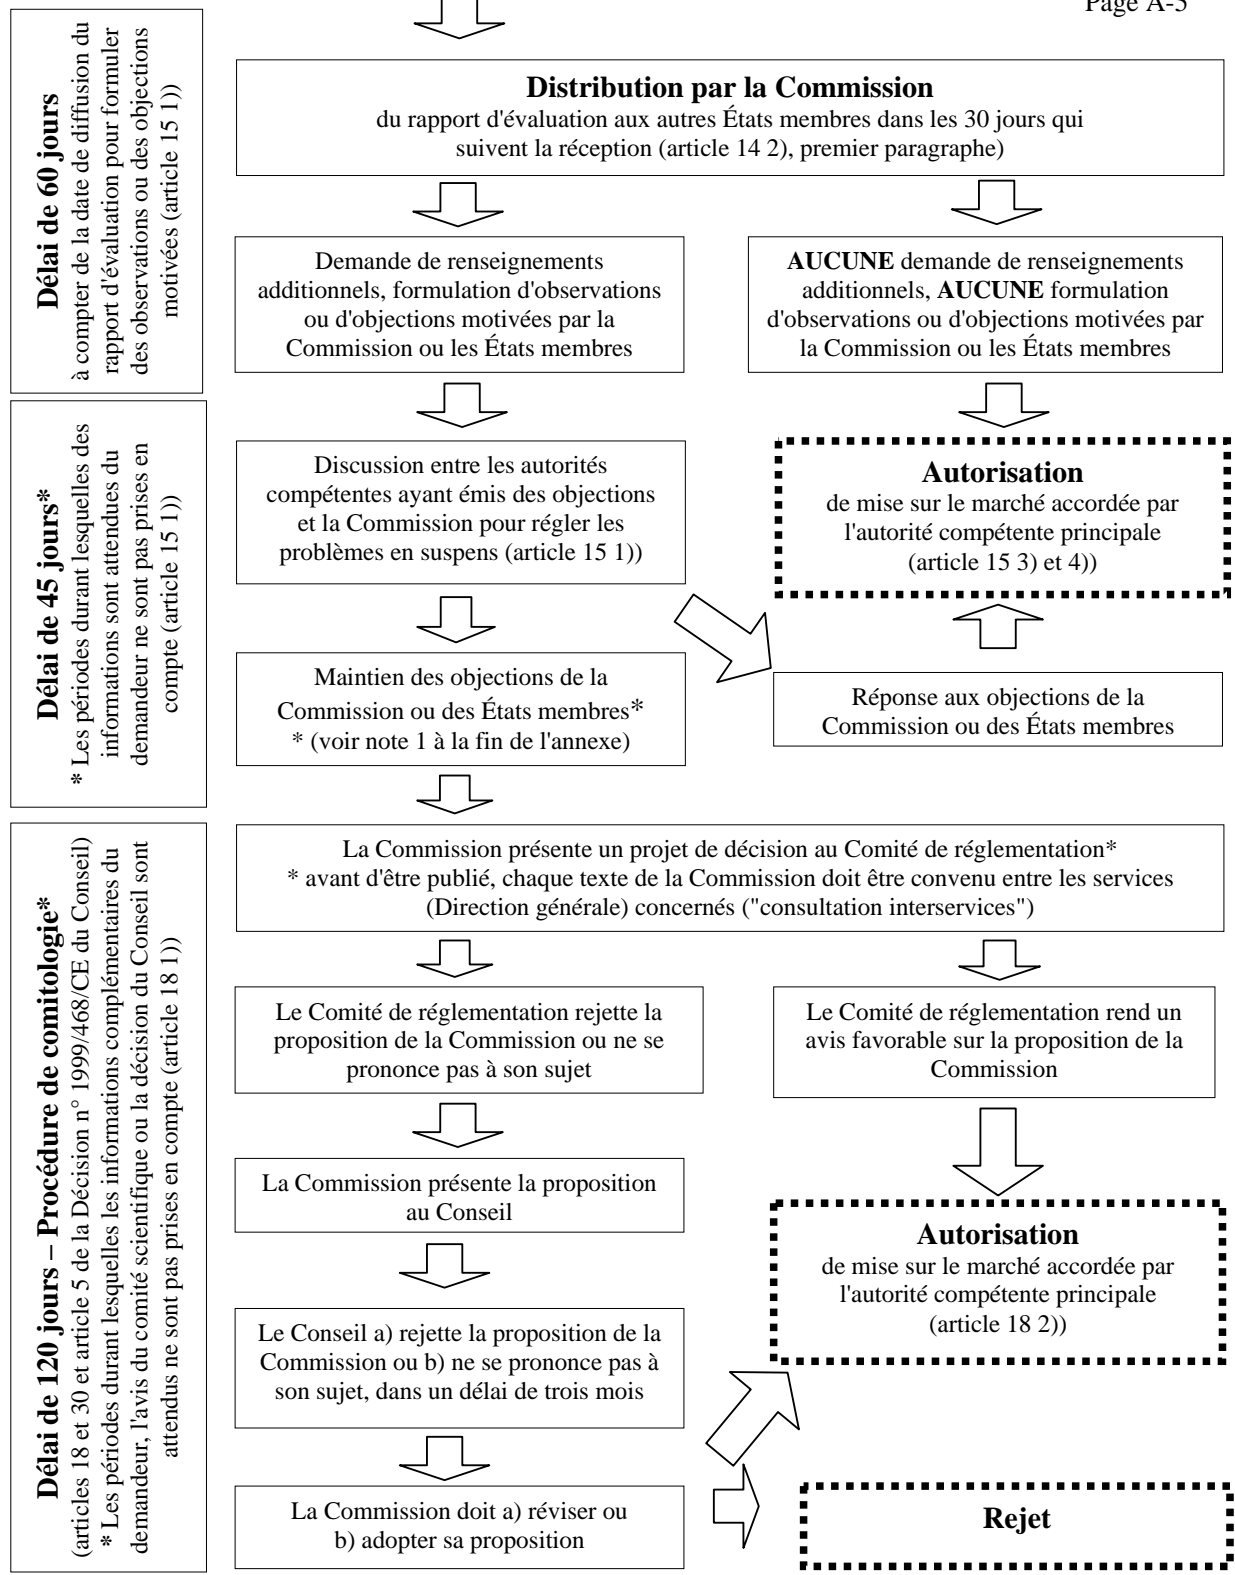 Page A-5
Délai de 60 jours
à compter de la date de diffusion du
rapport d'évaluation pour formuler
des observations ou des objections
motivées (article 15 1))
Distribution par la Commission
du rapport d'évaluation aux autres États membres dans les 30 jours qui
suivent la réception (article 14 2), premier paragraphe)
Demande de renseignements
additionnels, formulation d'observations
ou d'objections motivées par la
Commission ou les États membres
AUCUNE demande de renseignements
additionnels, AUCUNE formulation
d'observations ou d'objections motivées par
la Commission ou les États membres
Délai de 45 jours*
* Les périodes durant lesquelles des
informations sont attendues du
demandeur ne sont pas prises en
compte (article 15 1))
Discussion entre les autorités
compétentes ayant émis des objections
et la Commission pour régler les
problèmes en suspens (article 15 1))
Autorisation
de mise sur le marché accordée par
l'autorité compétente principale
(article 15 3) et 4))
Maintien des objections de la
Commission ou des États membres*
* (voir note 1 à la fin de l'annexe)
Réponse aux objections de la
Commission ou des États membres
Délai de 120 jours – Procédure de comitologie*
(articles 18 et 30 et article 5 de la Décision n° 1999/468/CE du Conseil)
* Les périodes durant lesquelles les informations complémentaires du
demandeur, l'avis du comité scientifique ou la décision du Conseil sont
attendus ne sont pas prises en compte (article 18 1))
La Commission présente un projet de décision au Comité de réglementation*
* avant d'être publié, chaque texte de la Commission doit être convenu entre les services
(Direction générale) concernés ("consultation interservices")
Le Comité de réglementation rejette la
proposition de la Commission ou ne se
prononce pas à son sujet
Le Comité de réglementation rend un
avis favorable sur la proposition de la
Commission
La Commission présente la proposition
au Conseil
Autorisation
de mise sur le marché accordée par
l'autorité compétente principale
(article 18 2))
Le Conseil a) rejette la proposition de la
Commission ou b) ne se prononce pas à
son sujet, dans un délai de trois mois
La Commission doit a) réviser ou
b) adopter sa proposition
Rejet